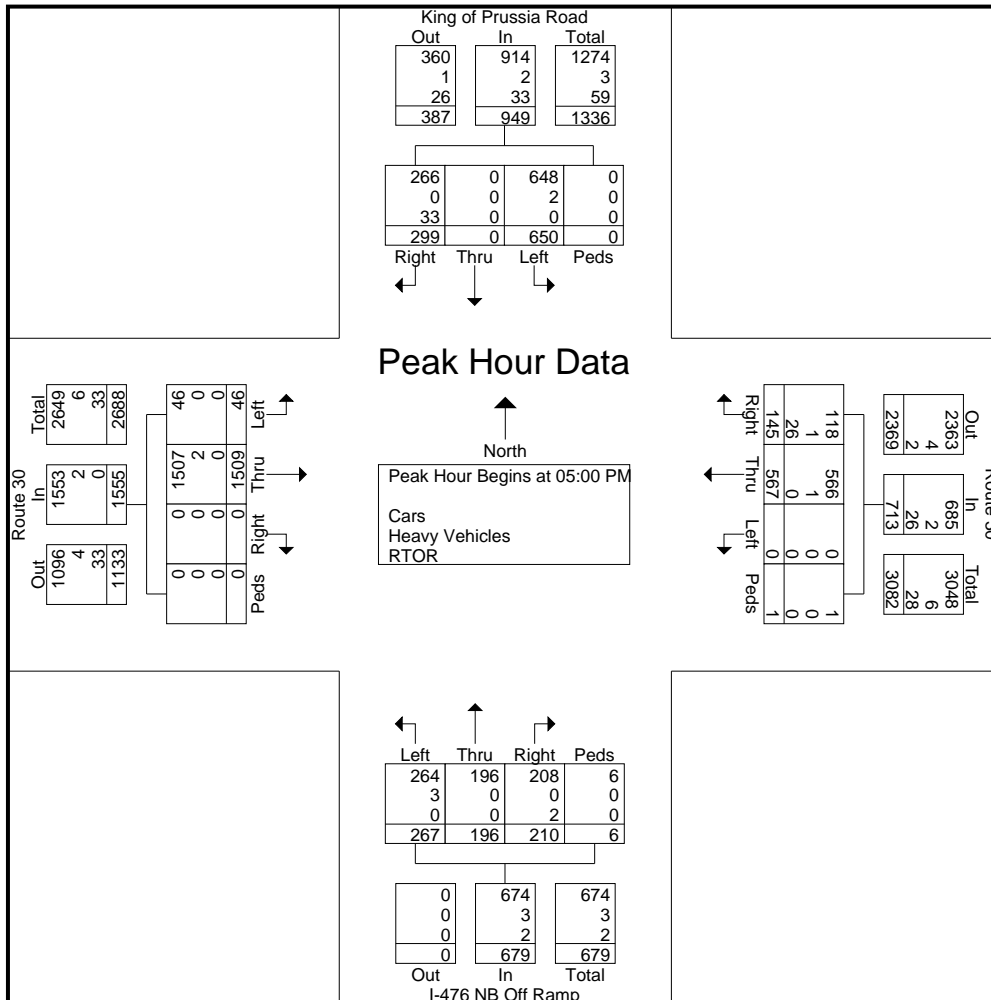 King of Prussia Road
Out In Total
360 914 1274
1 2 3
26 33 59
387 949 1336
266 0 648 0
0 0 2 0
33 0 0 0
299 0 650 0
Right Thru Left Peds
Peak Hour Data
North
Peak Hour Begins at 05:00 PM
Cars
Heavy Vehicles
RTOR
Route 30
Out In Total
1096 1553 2649
4 2 6
33 0 33
1133 1555 2688
0 0 1507 46
0 0 2 0
0 0 0 0
0 0 1509 46
Peds Right Thru Left
Right Thru Left Peds
145 567 0 1
26 0 0 0
1 1 0 0
118 566 0 1
Out In Total
2363 685 3048
4 2 6
2 26 28
2369 713 3082
Route 30
Left Thru Right Peds
264 196 208 6
3 0 0 0
0 0 2 0
267 196 210 6
0 674 674
0 3 3
0 2 2
0 679 679
Out In Total
I-476 NB Off Ramp